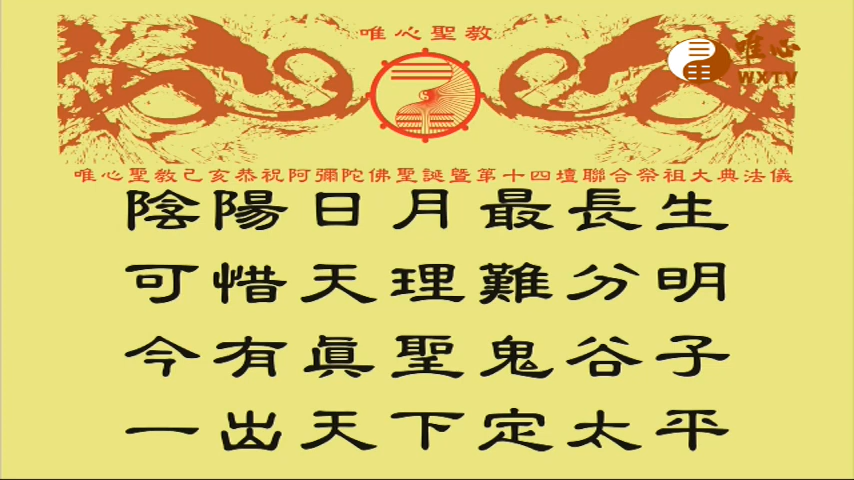 唯心聖教
唯心
WXTV
唯心聖教己亥恭祝阿彌陀佛聖誕暨第十四壇聯合祭祖大典法儀
陰陽日月最長生
可惜天理難分明
今有眞聖鬼谷子
一出天下定太平